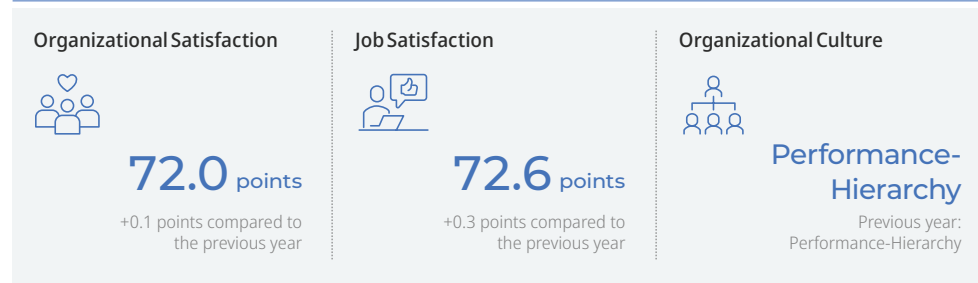 Organizational Satisfaction
72.0 points
+0.1 points compared to
the previous year
Job Satisfaction
72.6 points
+0.3 points compared to
the previous year
Organizational Culture
Performance-
Hierarchy
Previous year:
Performance-Hierarchy